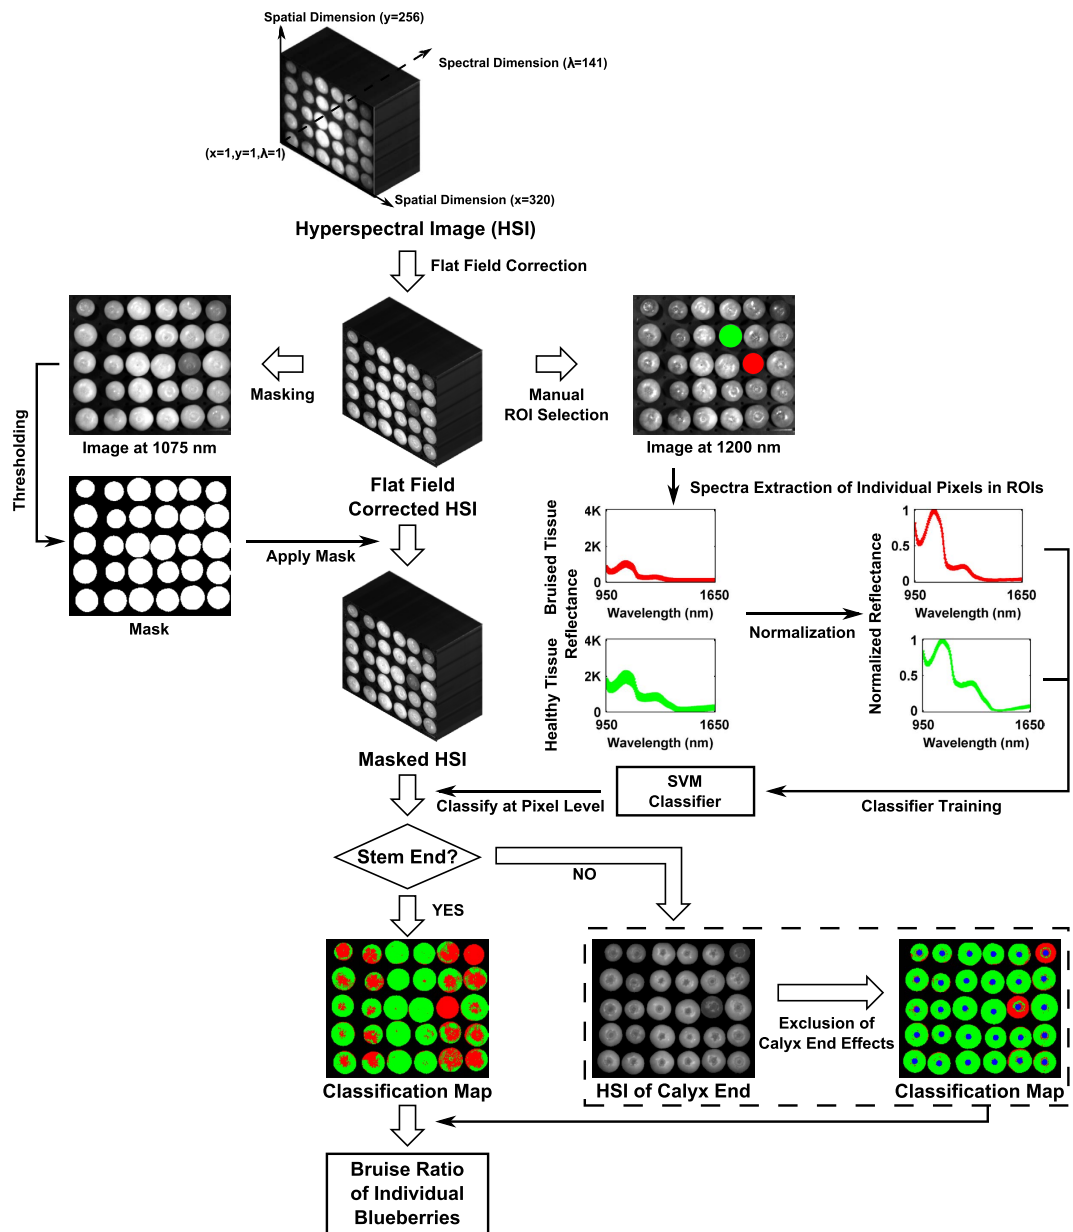 Spatial Dimension (y=256)
Spectral Dimension (λ=141)
(x=1,y=1,λ=1)
Spatial Dimension (x=320)
Hyperspectral Image (HSI)
Flat Field Correction
Masking
Manual
ROI Selection
Image at 1075 nm
Image at 1200 nm
Thresholding
Flat Field
Corrected HSI
Spectra Extraction of Individual Pixels in ROIs
Apply Mask
Mask
Bruised Tissue
Healthy Tissue
Reflectance
4K
2K
0
950
1650
Wavelength (nm)
4K
2K
0
950
1650
Wavelength (nm)
Normalization
Normalized Reflectance
1
0.5
0
950
1650
Wavelength (nm)
1
0.5
0
950
1650
Wavelength (nm)
Masked HSI
SVM
Classifier
Classify at Pixel Level
Classifier Training
Stem End?
NO
YES
Exclusion of
Calyx End Effects
Classification Map
HSI of Calyx End
Classification Map
Bruise Ratio
of Individual
Blueberries